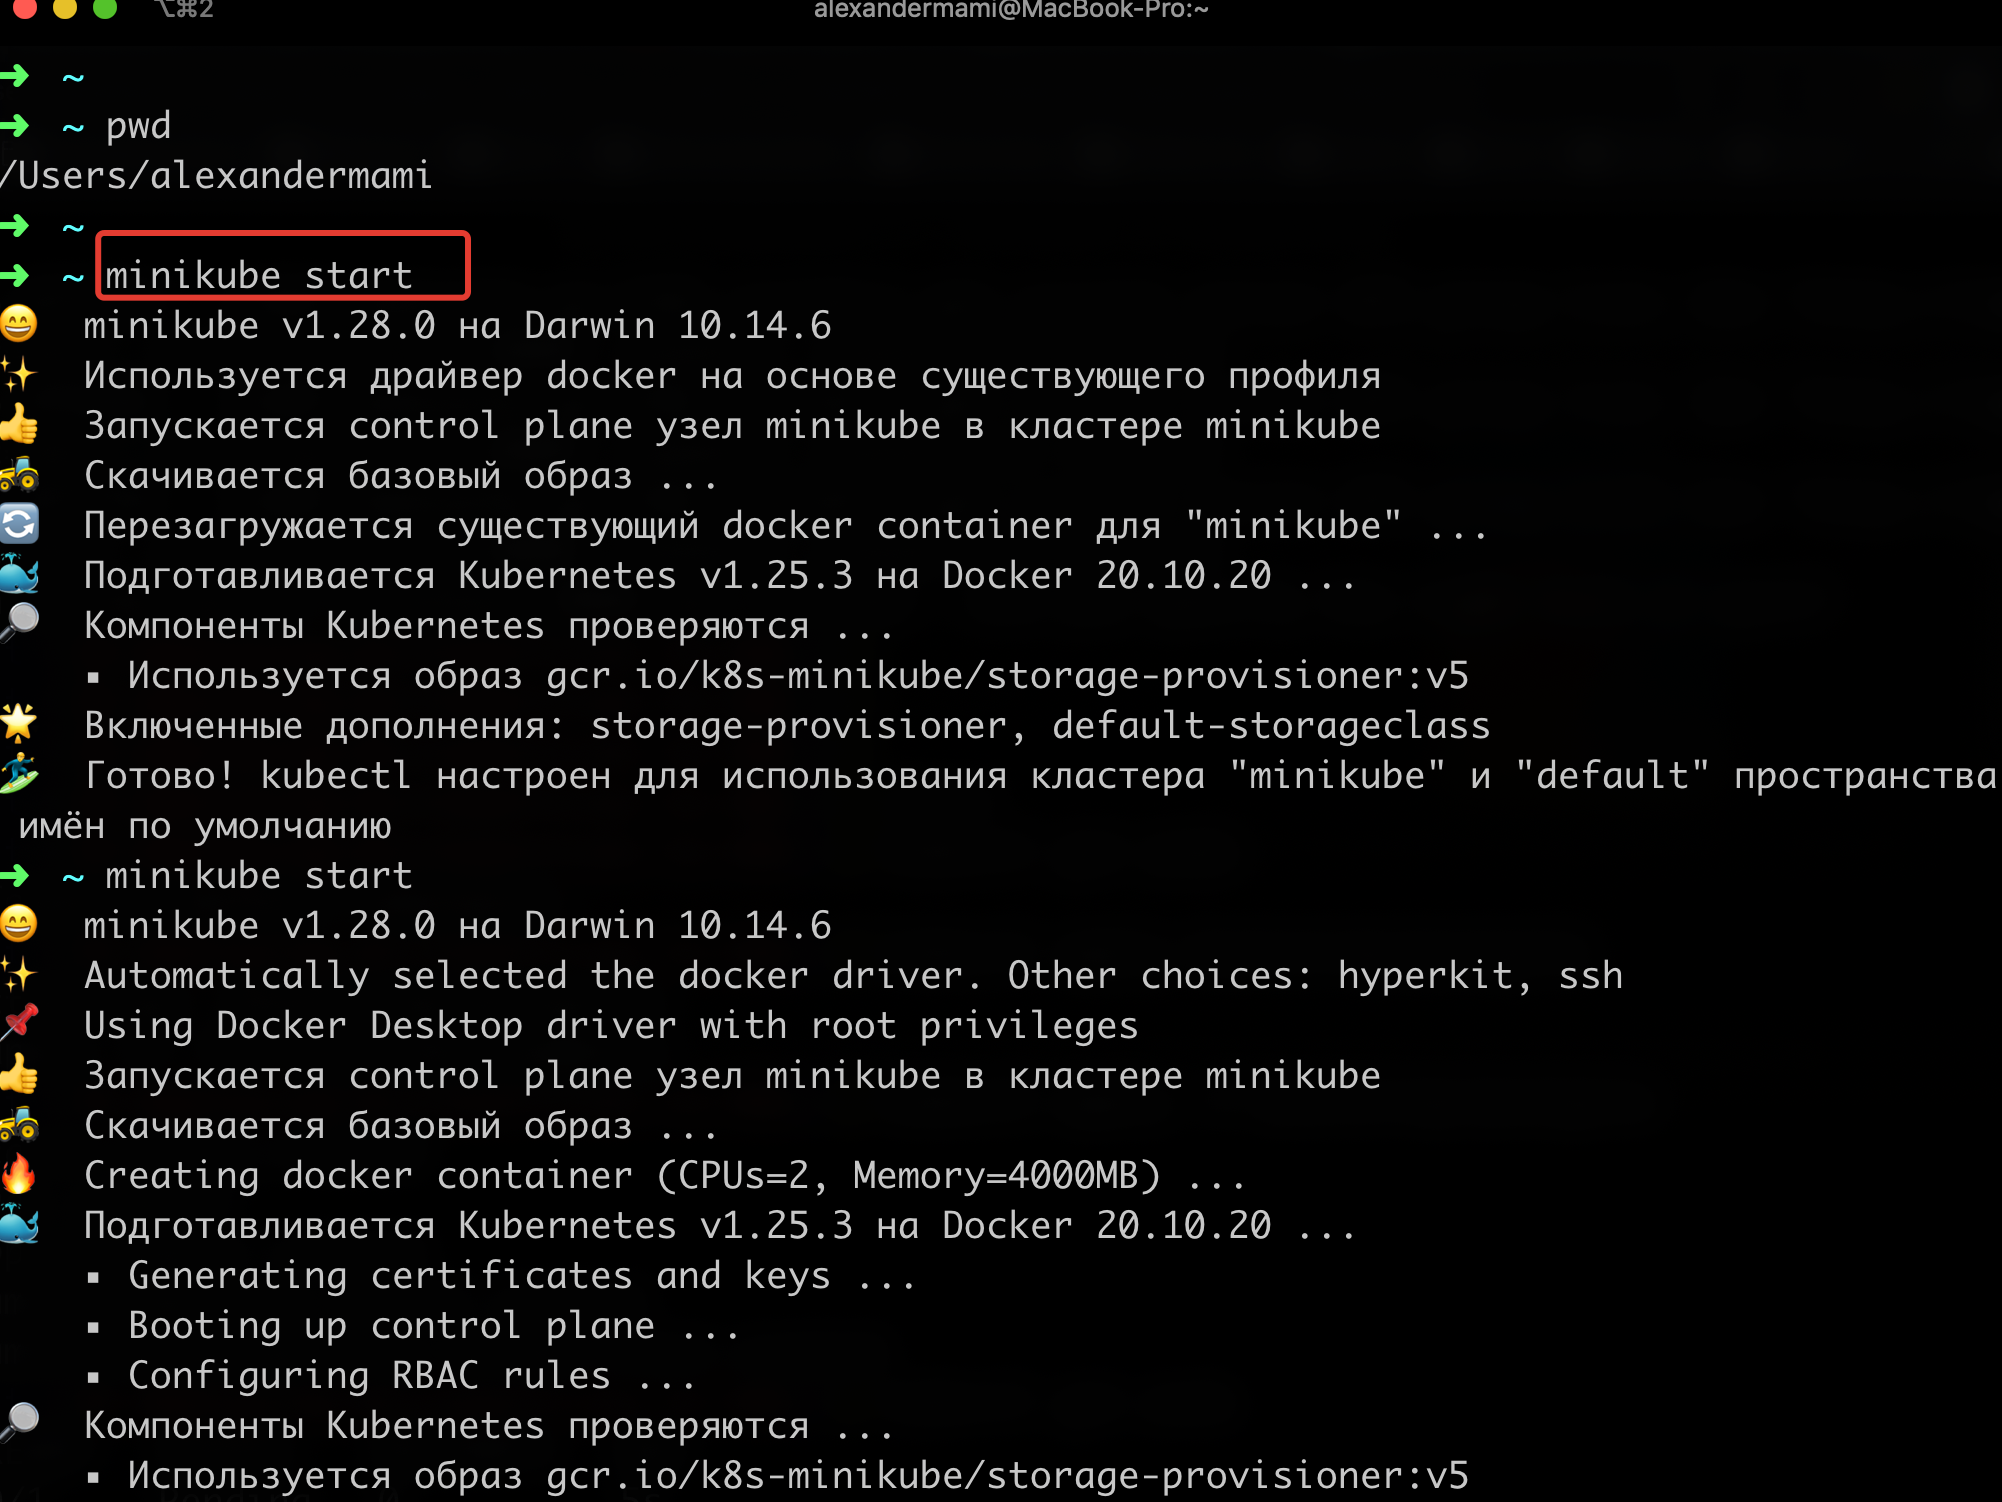 ⌥⌘2
alexandermami@MacBook-Pro:~
➜ ~
➜ ~ pwd
/Users/alexandermami
➜ ~
➜ ~ minikube start
😄 minikube v1.28.0 на Darwin 10.14.6
✨ Используется драйвер docker на основе существующего профиля
👍 Запускается control plane узел minikube в кластере minikube
🚜 Скачивается базовый образ ...
🔄 Перезагружается существующий docker container для "minikube" ...
🐳 Подготавливается Kubernetes v1.25.3 на Docker 20.10.20 ...
🔎 Компоненты Kubernetes проверяются ...
▪ Используется образ gcr.io/k8s-minikube/storage-provisioner:v5
🌟 Включенные дополнения: storage-provisioner, default-storageclass
🏄 Готово! kubectl настроен для использования кластера "minikube" и "default" пространства
имён по умолчанию
➜ ~ minikube start
😄 minikube v1.28.0 на Darwin 10.14.6
✨ Automatically selected the docker driver. Other choices: hyperkit, ssh
📌 Using Docker Desktop driver with root privileges
👍 Запускается control plane узел minikube в кластере minikube
🚜 Скачивается базовый образ ...
🔥 Creating docker container (CPUs=2, Memory=4000MB) ...
🐳 Подготавливается Kubernetes v1.25.3 на Docker 20.10.20 ...
▪ Generating certificates and keys ...
▪ Booting up control plane ...
▪ Configuring RBAC rules ...
🔎 Компоненты Kubernetes проверяются ...
▪ Используется образ gcr.io/k8s-minikube/storage-provisioner:v5